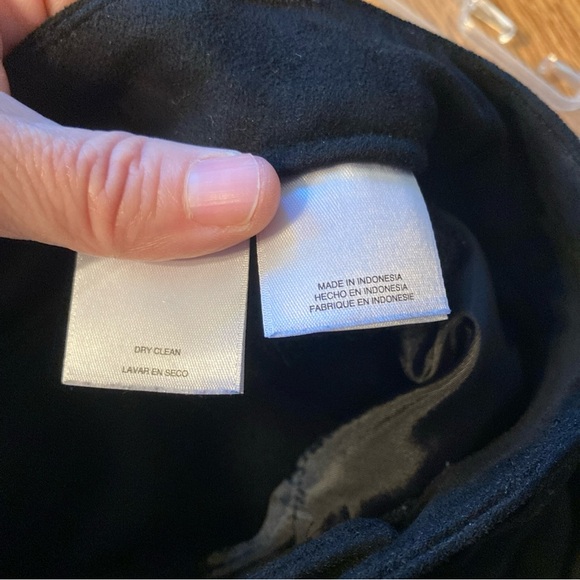 DRY CLEAN
LAVAR EN SECO
MADE IN INDONESIA
HECHO EN INDONESIA
FABRIQUE EN INDONESIE